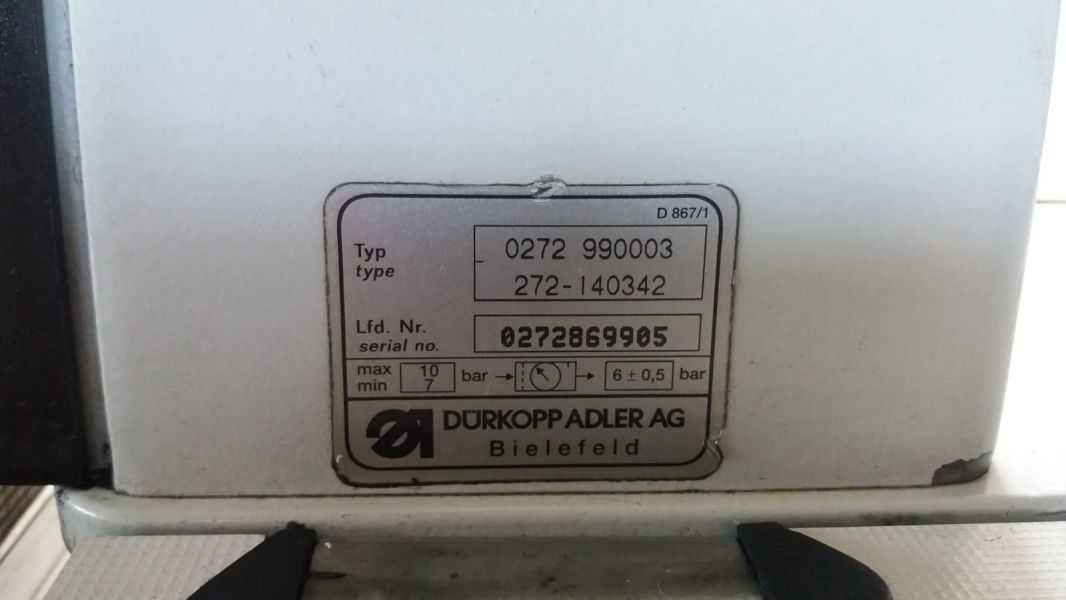 D 867/1
Typ
type
0272 990003
272-140342
Lfd. Nr.
serial no.
0272869905
max
min
10
7
bar
6 ± 0,5
bar
DÜRKOPP ADLER AG
Bielefeld